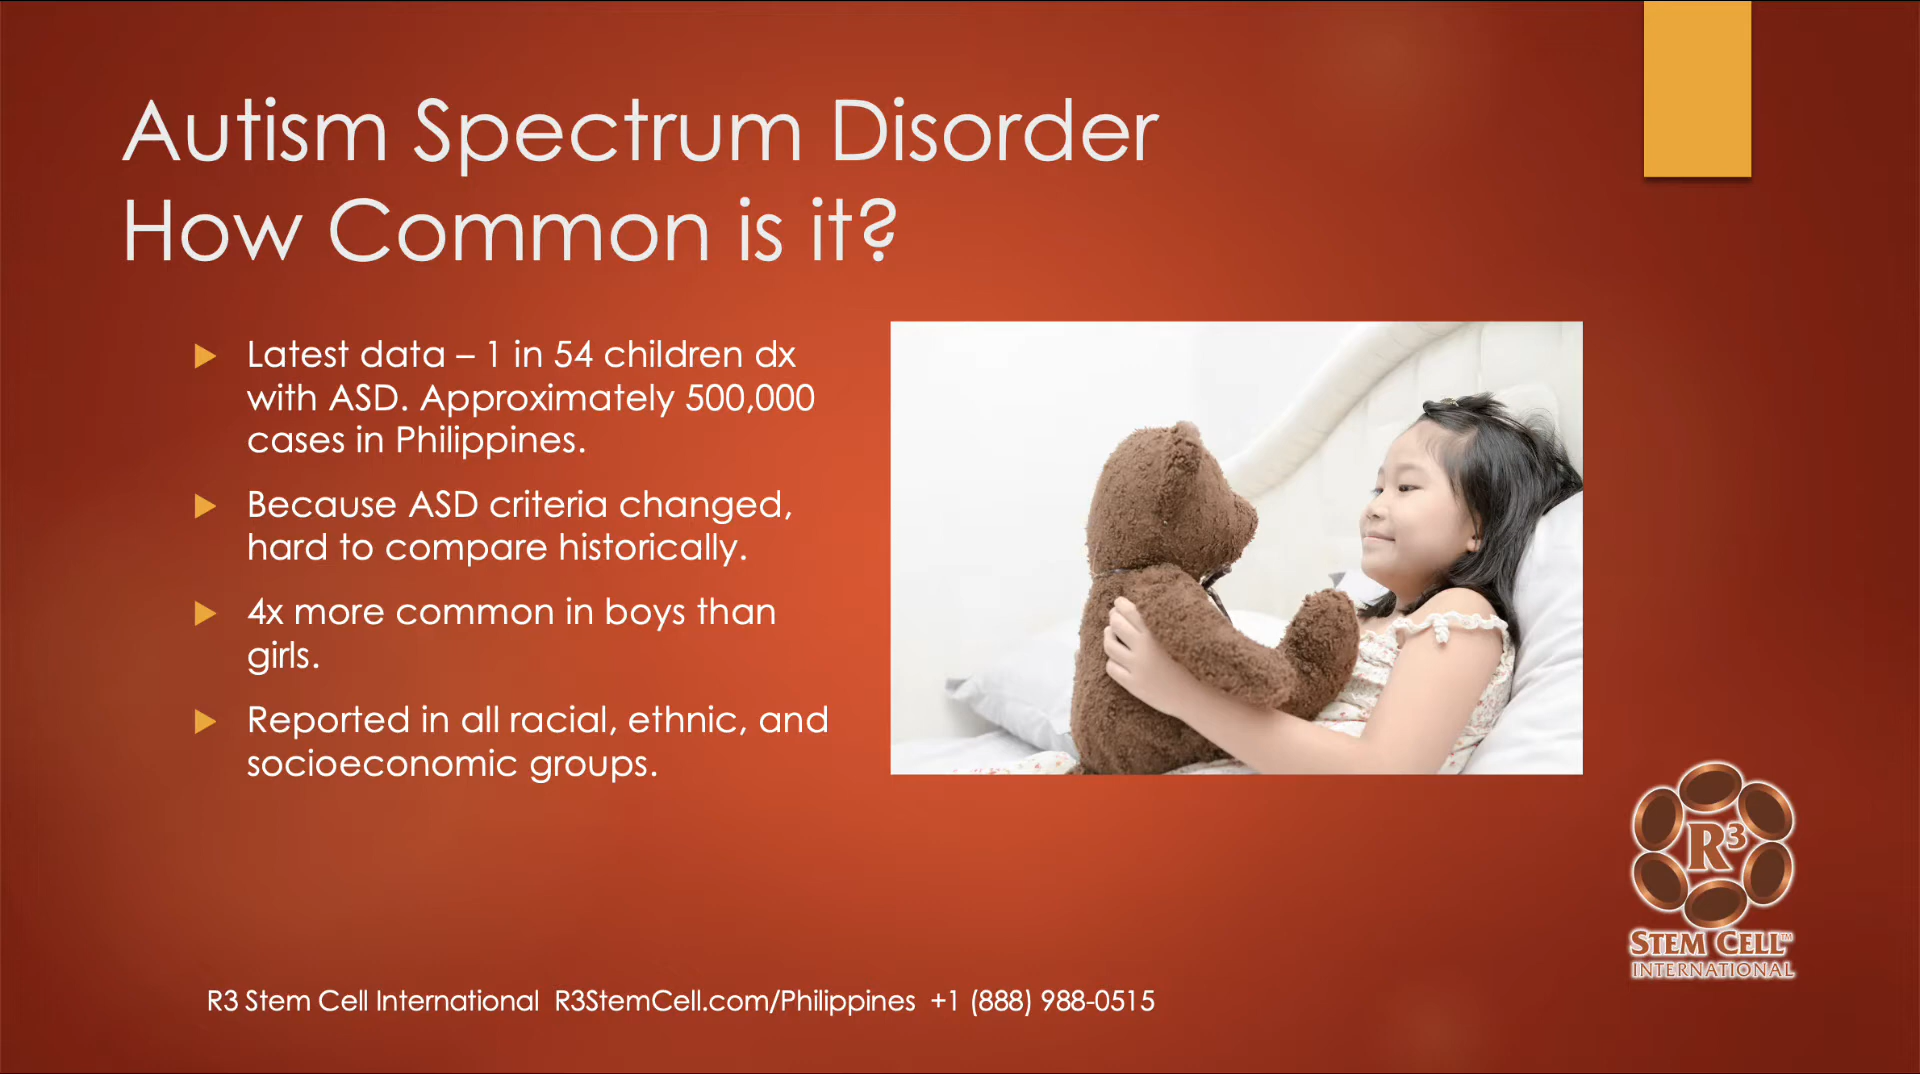 Autism Spectrum Disorder
How Common is it?
Latest data – 1 in 54 children dx
with ASD. Approximately 500,000
cases in Philippines.
Because ASD criteria changed,
hard to compare historically.
4x more common in boys than
girls.
Reported in all racial, ethnic, and
socioeconomic groups.
R³
STEM CELL™
INTERNATIONAL
R3 Stem Cell International R3StemCell.com/Philippines +1 (888) 988-0515